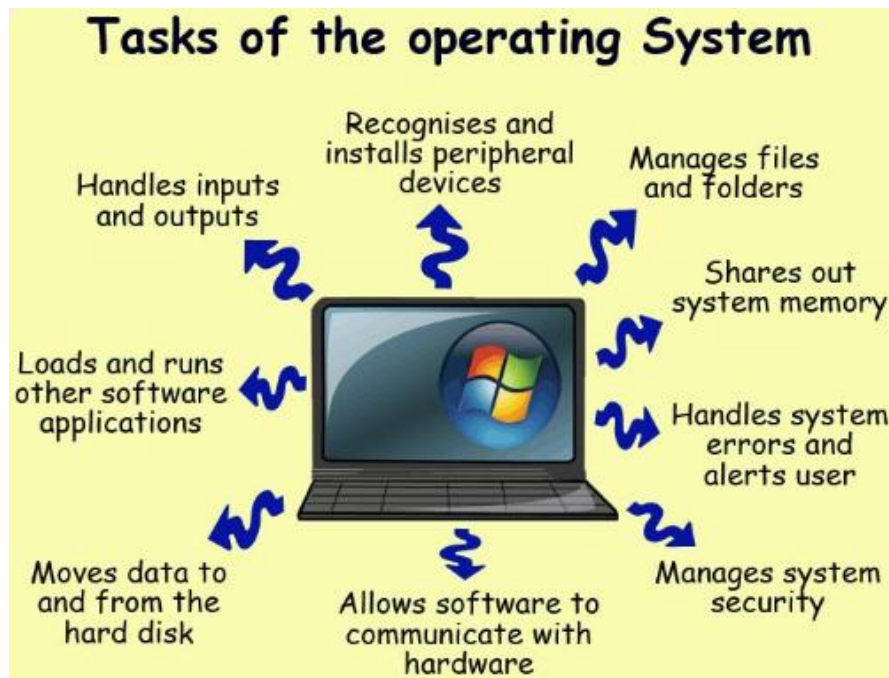 Tasks of the operating System
Recognises and
installs peripheral
devices
Handles inputs
and outputs
Manages files
and folders
Shares out
system memory
Loads and runs
other software
applications
Handles system
errors and
alerts user
Moves data to
and from the
hard disk
Allows software to
communicate with
hardware
Manages system
security